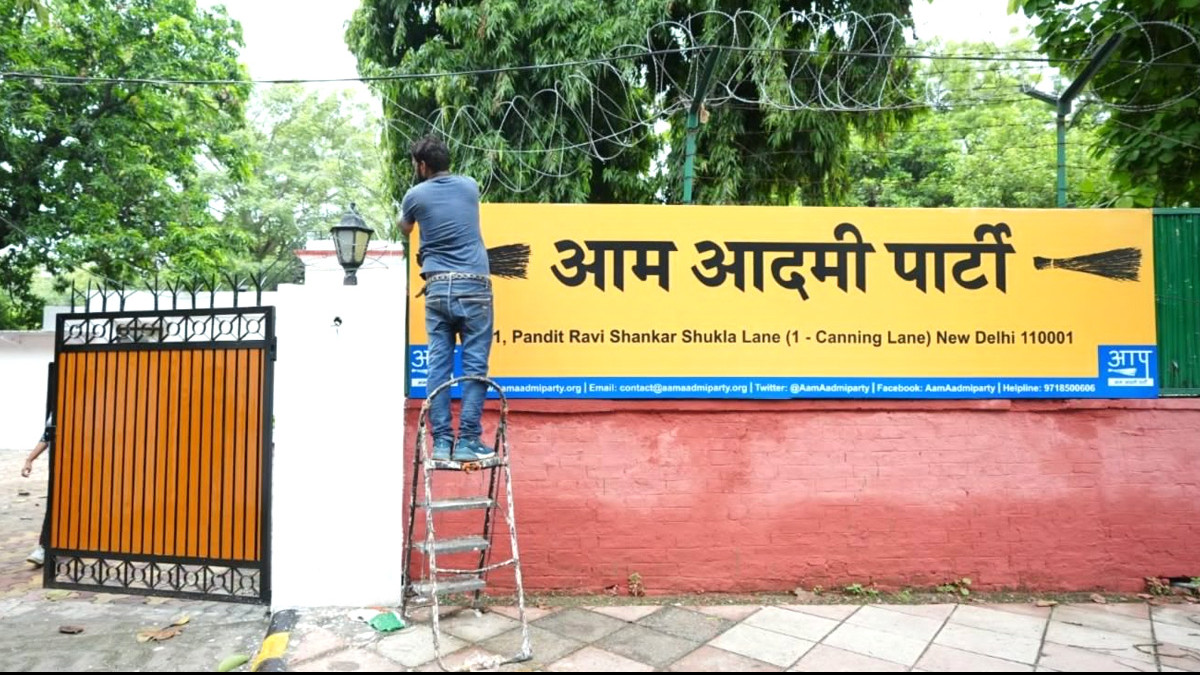 आम आदमी पार्टी
1, Pandit Ravi Shankar Shukla Lane (1 - Canning Lane) New Delhi 110001
आप
aamaadmiparty.org | Email: contact@aamaadmiparty.org | Twitter: @AamAadmiparty | Facebook: AamAadmiparty | Helpline: 9718500606
आप